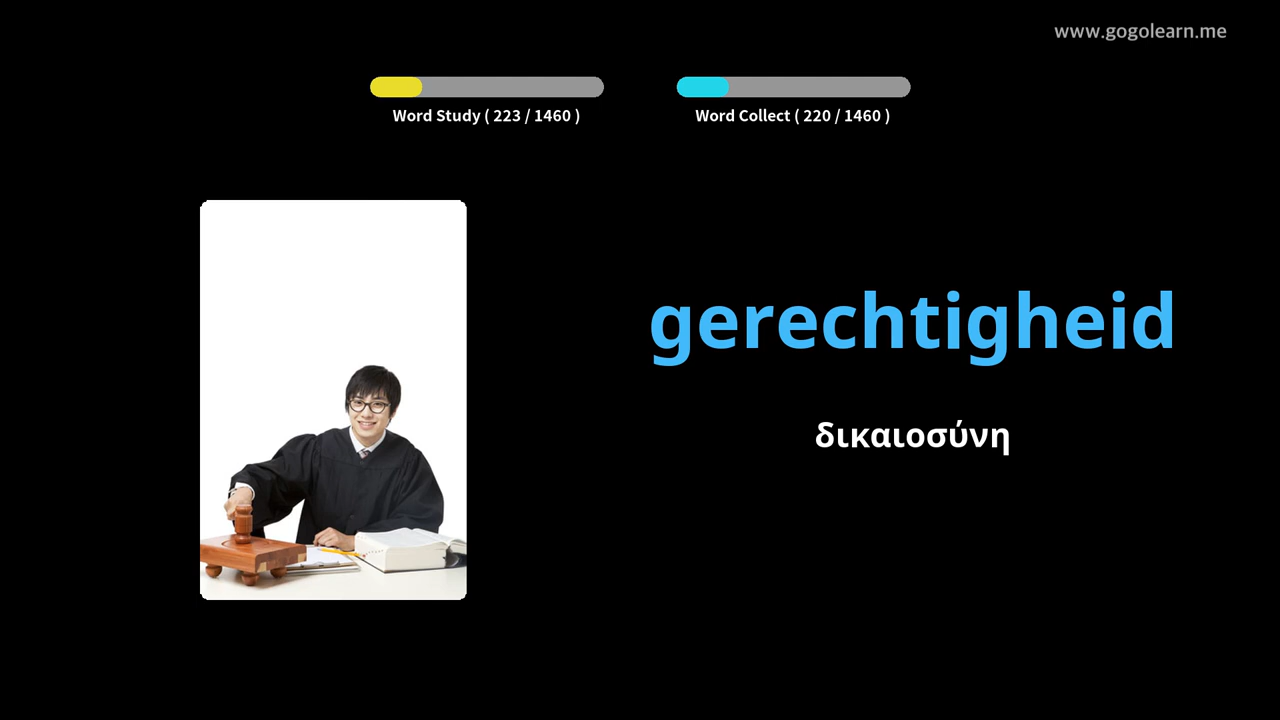 www.gogolearn.me
Word Study ( 223 / 1460 )
Word Collect ( 220 / 1460 )
gerechtigheid
δικαιοσύνη